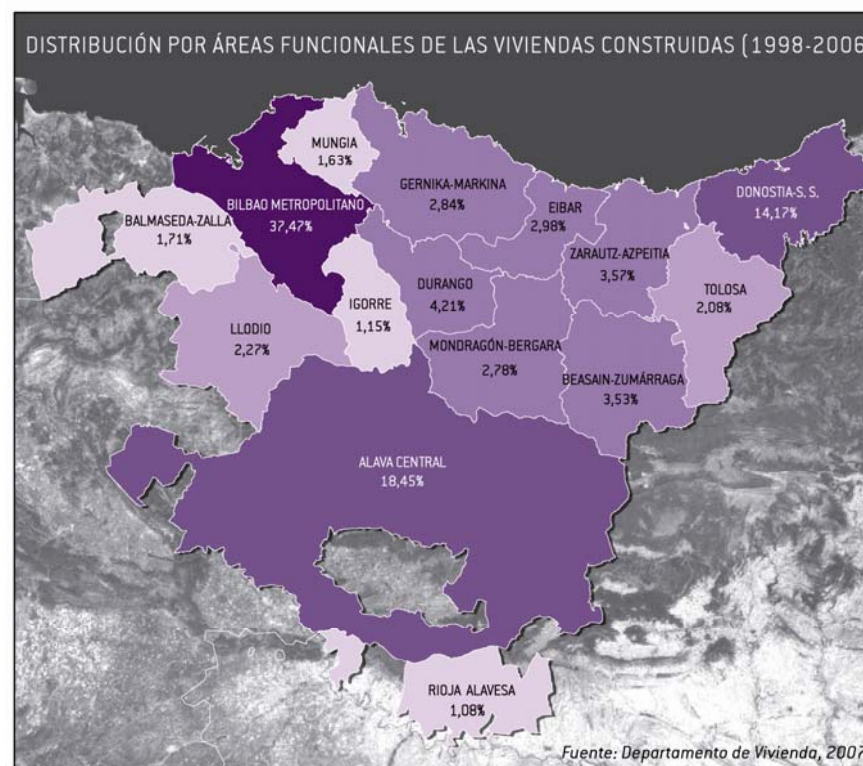 DISTRIBUCIÓN POR ÁREAS FUNCIONALES DE LAS VIVIENDAS CONSTRUIDAS (1998-2006
MUNGIA
1,63%
GERNIKA-MARKINA
2,84%
EIBAR
2,98%
DONOSTIA-S. S.
14,17%
BILBAO METROPOLITANO
37,47%
BALMASEDA-ZALLA
1,71%
ZARAUTZ-AZPEITIA
3,57%
DURANGO
4,21%
TOLOSA
2,08%
IGORRE
1,15%
LLODIO
2,27%
MONDRAGÓN-BERGARA
2,78%
BEASAIN-ZUMÁRRAGA
3,53%
ALAVA CENTRAL
18,45%
RIOJA ALAVESA
1,08%
Fuente: Departamento de Vivienda, 2007